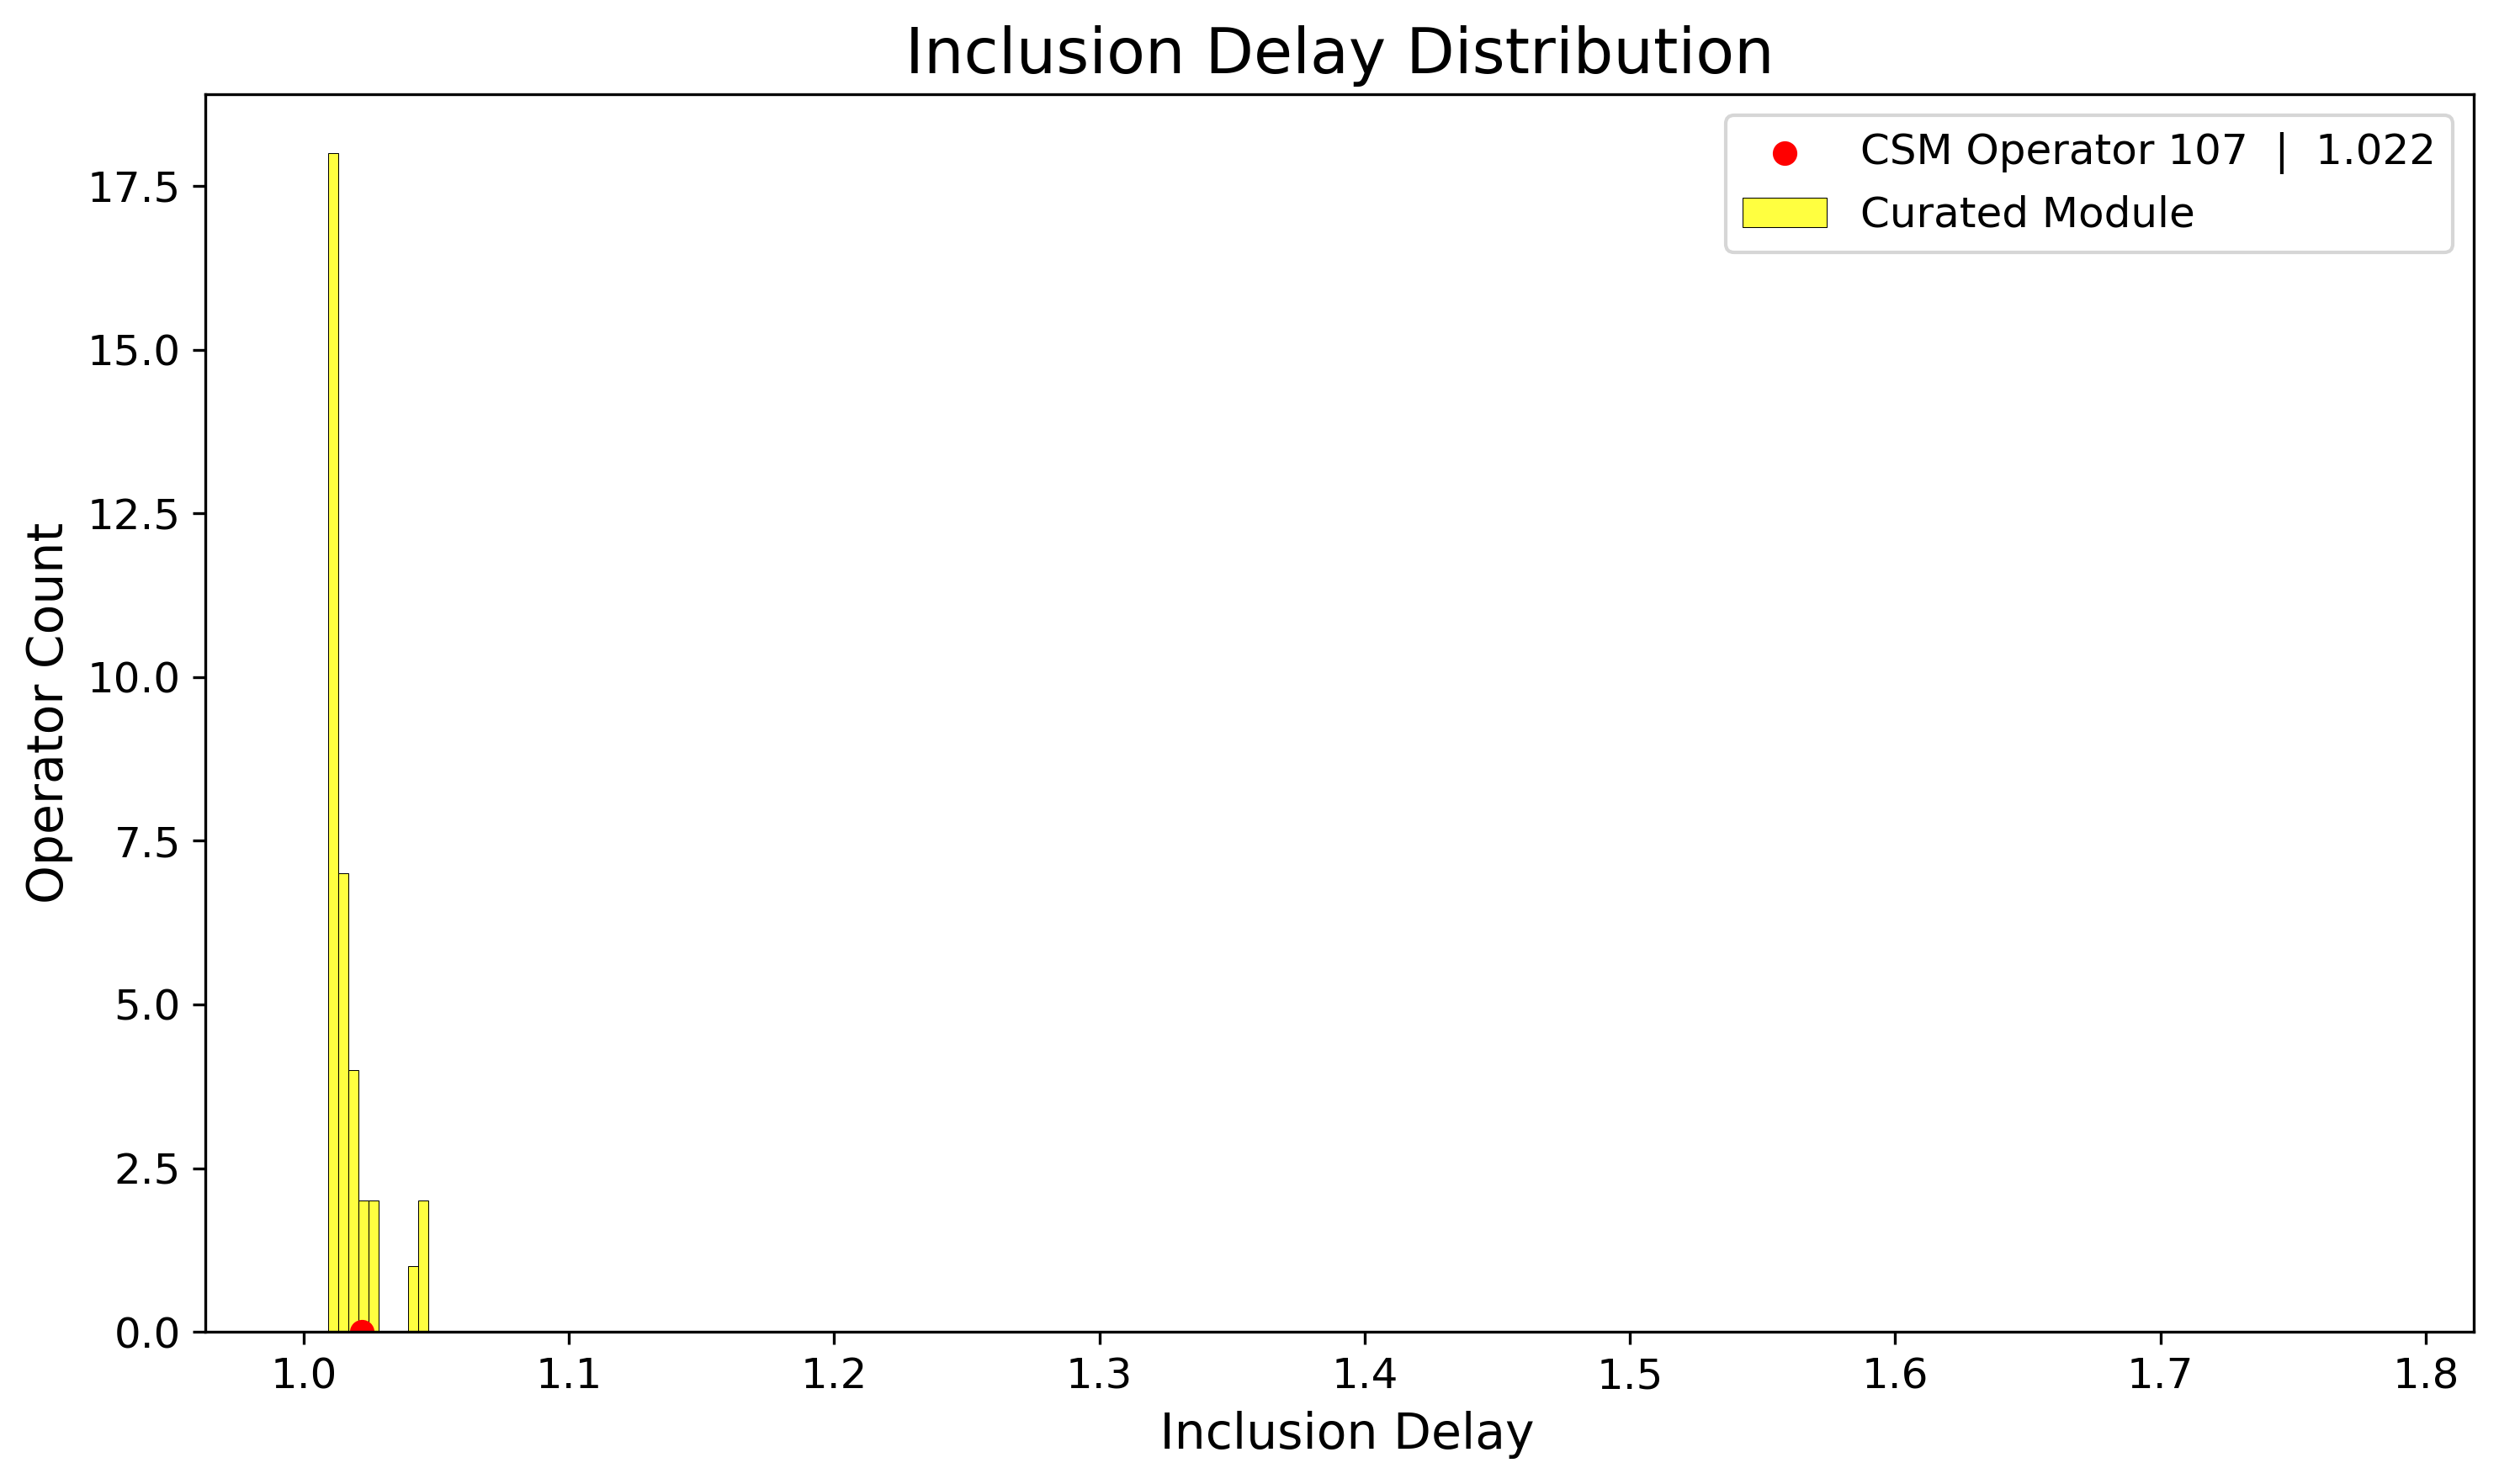 Inclusion Delay Distribution
CSM Operator 107 | 1.022
Curated Module
Operator Count
17.5
15.0
12.5
10.0
7.5
5.0
2.5
0.0
1.0 1.1 1.2 1.3 1.4 1.5 1.6 1.7 1.8
Inclusion Delay